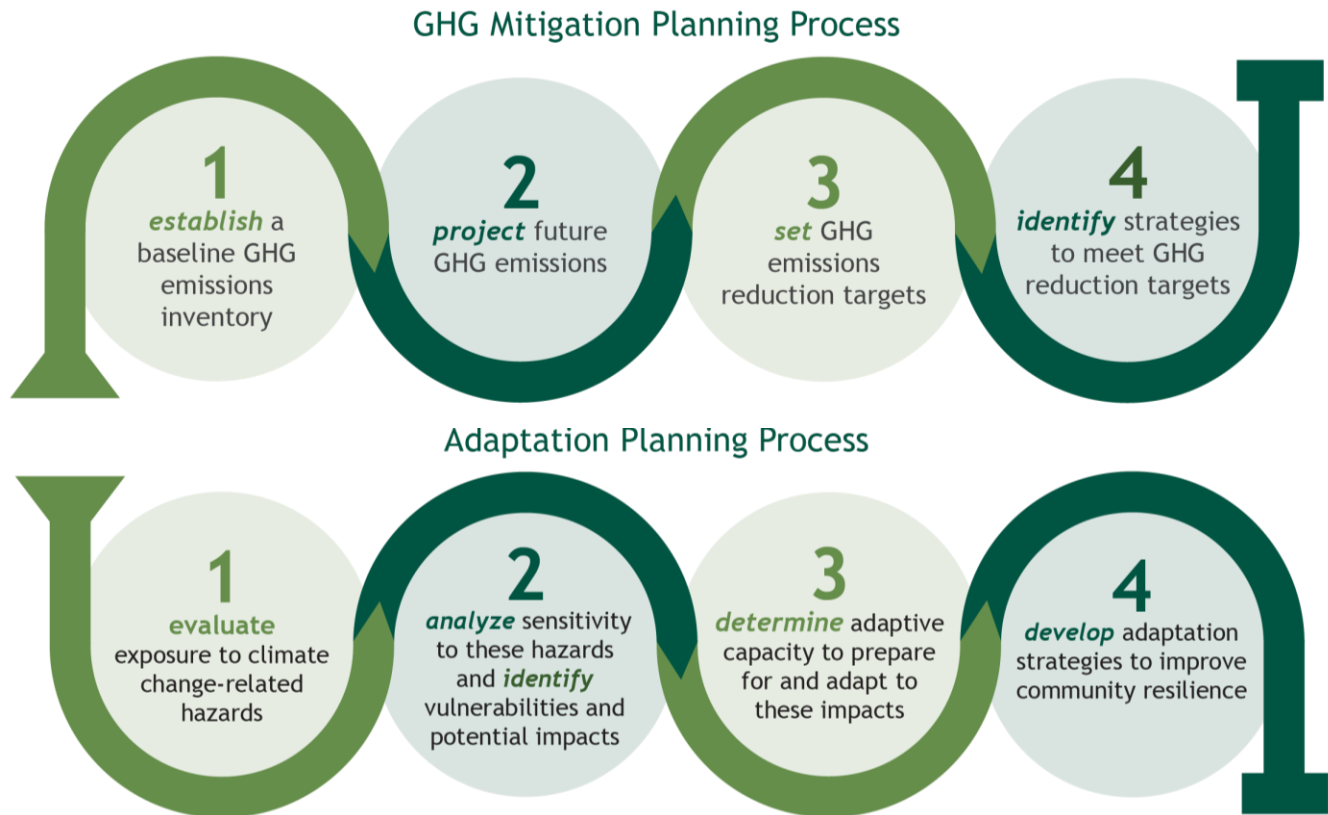 GHG Mitigation Planning Process
1
establish a
baseline GHG
emissions
inventory
2
project future
GHG emissions
3
set GHG
emissions
reduction targets
4
identify strategies
to meet GHG
reduction targets
Adaptation Planning Process
1
evaluate
exposure to climate
change-related
hazards
2
analyze sensitivity
to these hazards
and identify
vulnerabilities and
potential impacts
3
determine adaptive
capacity to prepare
for and adapt to
these impacts
4
develop adaptation
strategies to improve
community resilience